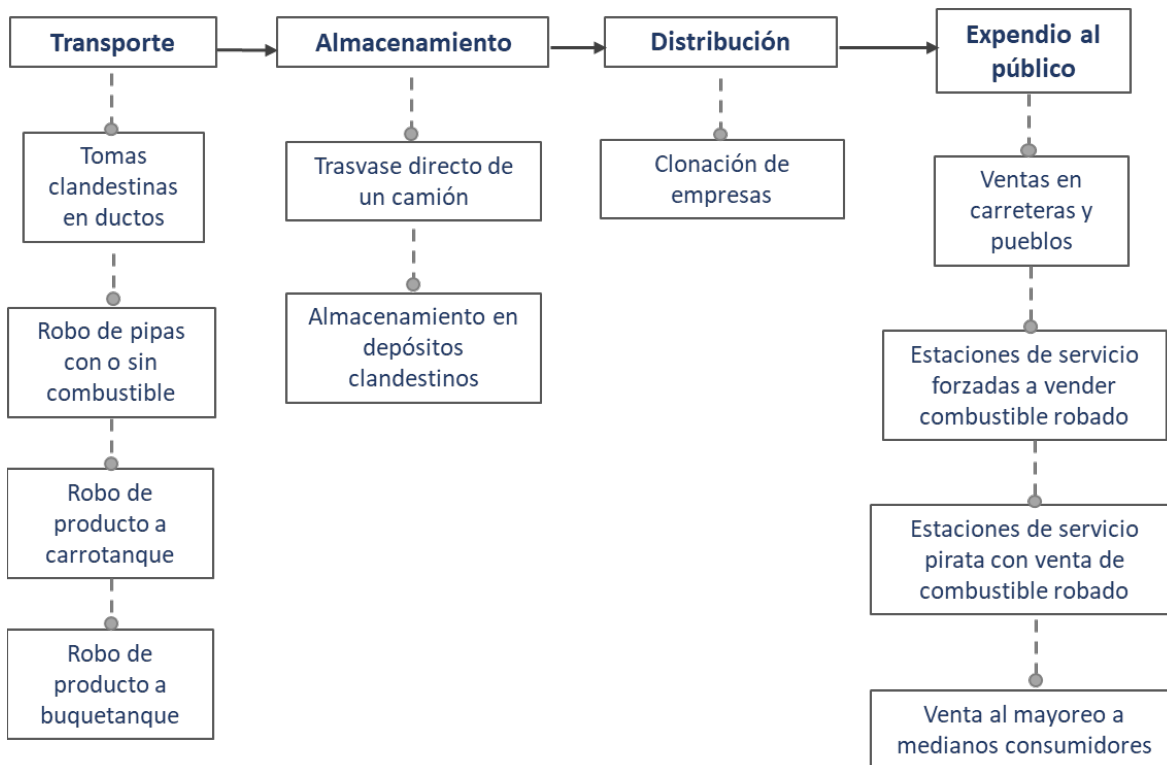 Transporte
Almacenamiento
Distribución
Expendio al
público
Tomas
clandestinas
en ductos
Robo de pipas
con o sin
combustible
Robo de
producto a
carrotanque
Robo de
producto a
buquetanque
Trasvase directo de
un camión
Almacenamiento en
depósitos
clandestinos
Clonación de
empresas
Ventas en
carreteras y
pueblos
Estaciones de servicio
forzadas a vender
combustible robado
Estaciones de servicio
pirata con venta de
combustible robado
Venta al mayoreo a
medianos consumidores